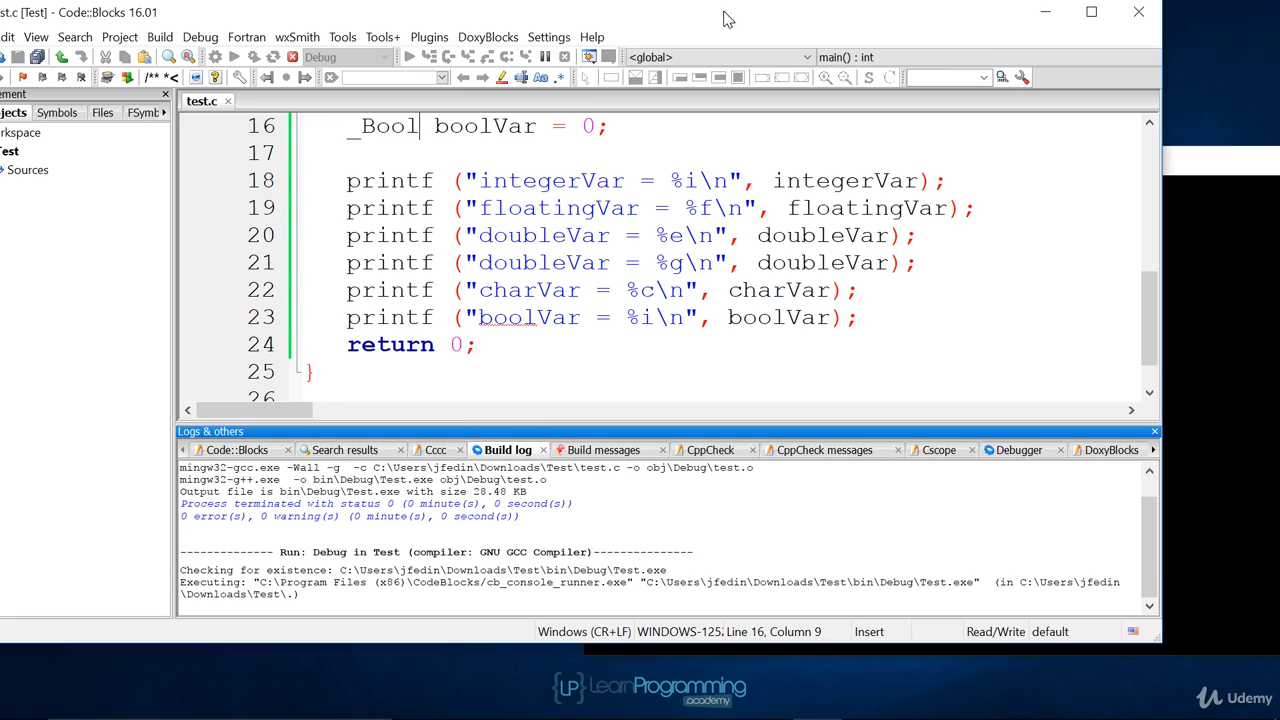 st.c [Test] - Code::Blocks 16.01
dit View Search Project Build Debug Fortran wxSmith Tools Tools+ Plugins DoxyBlocks Settings Help
Debug <global> main() : int
/** *<
ement
ojects Symbols Files FSymb
rkspace
Test
Sources
test.c
16 _Bool boolVar = 0;
17
18 printf ("integerVar = %i\n", integerVar);
19 printf ("floatingVar = %f\n", floatingVar);
20 printf ("doubleVar = %e\n", doubleVar);
21 printf ("doubleVar = %g\n", doubleVar);
22 printf ("charVar = %c\n", charVar);
23 printf ("boolVar = %i\n", boolVar);
24 return 0;
25 }
26
Logs & others
Code::Blocks Search results Cccc Build log Build messages CppCheck CppCheck messages Cscope Debugger DoxyBlocks
mingw32-gcc.exe -Wall -g -c C:\Users\jfedin\Downloads\Test\test.c -o obj\Debug\test.o
mingw32-g++.exe -o bin\Debug\Test.exe obj\Debug\test.o
Output file is bin\Debug\Test.exe with size 28.48 KB
Process terminated with status 0 (0 minute(s), 0 second(s))
0 error(s), 0 warning(s) (0 minute(s), 0 second(s))
-------------- Run: Debug in Test (compiler: GNU GCC Compiler)---------------
Checking for existence: C:\Users\jfedin\Downloads\Test\bin\Debug\Test.exe
Executing: "C:\Program Files (x86)\CodeBlocks/cb_console_runner.exe" "C:\Users\jfedin\Downloads\Test\bin\Debug\Test.exe" (in C:\Users\jfedin
\Downloads\Test\.)
Windows (CR+LF) WINDOWS-1252 Line 16, Column 9 Insert Read/Write default
LP LearnProgramming
.academy
Udemy